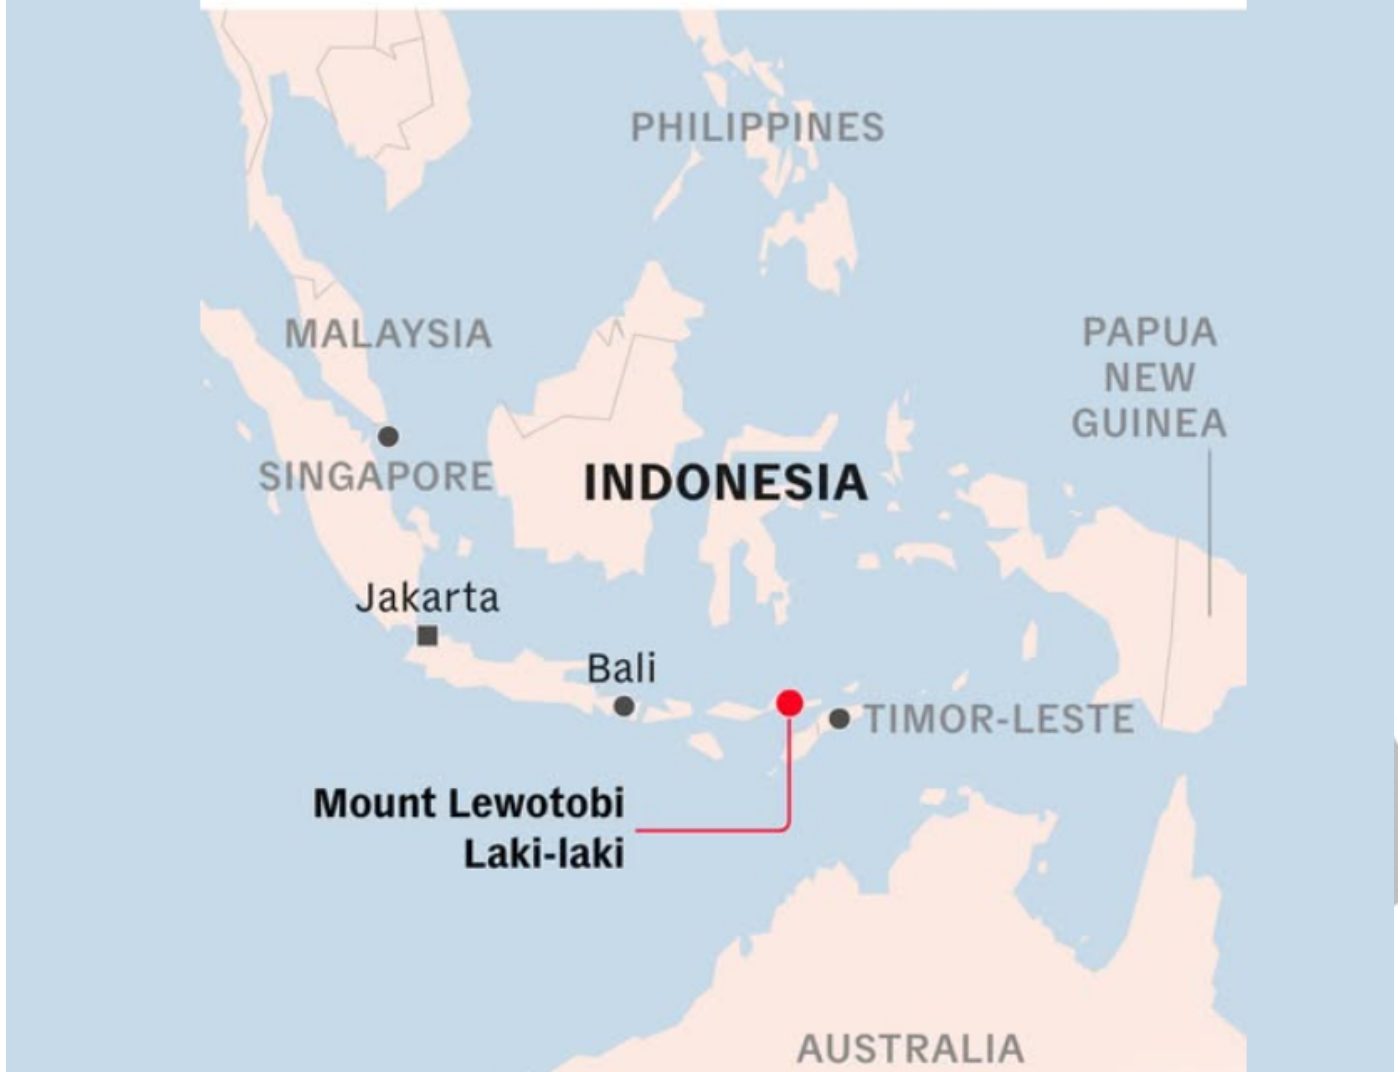 PHILIPPINES
MALAYSIA
PAPUA
NEW
GUINEA
SINGAPORE
INDONESIA
Jakarta
Bali
TIMOR-LESTE
Mount Lewotobi
Laki-laki
AUSTRALIA